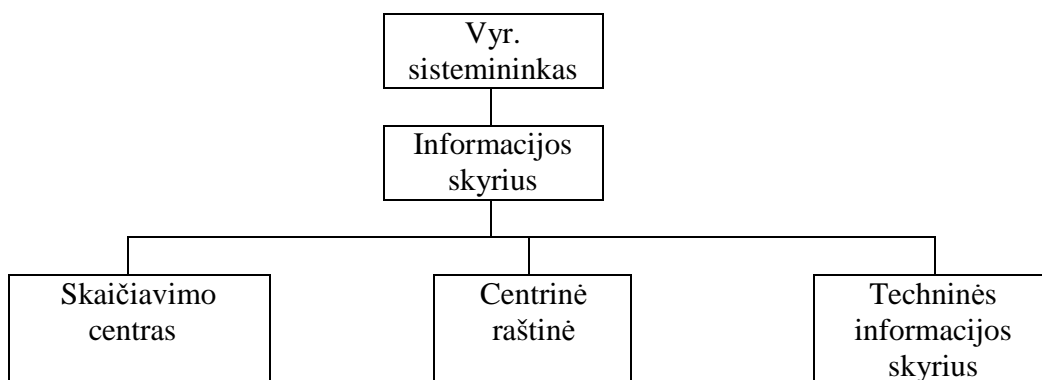 Vyr.
sistemininkas
Informacijos
skyrius
Skaičiavimo
centras
Centrinė
raštinė
Techninės
informacijos
skyrius